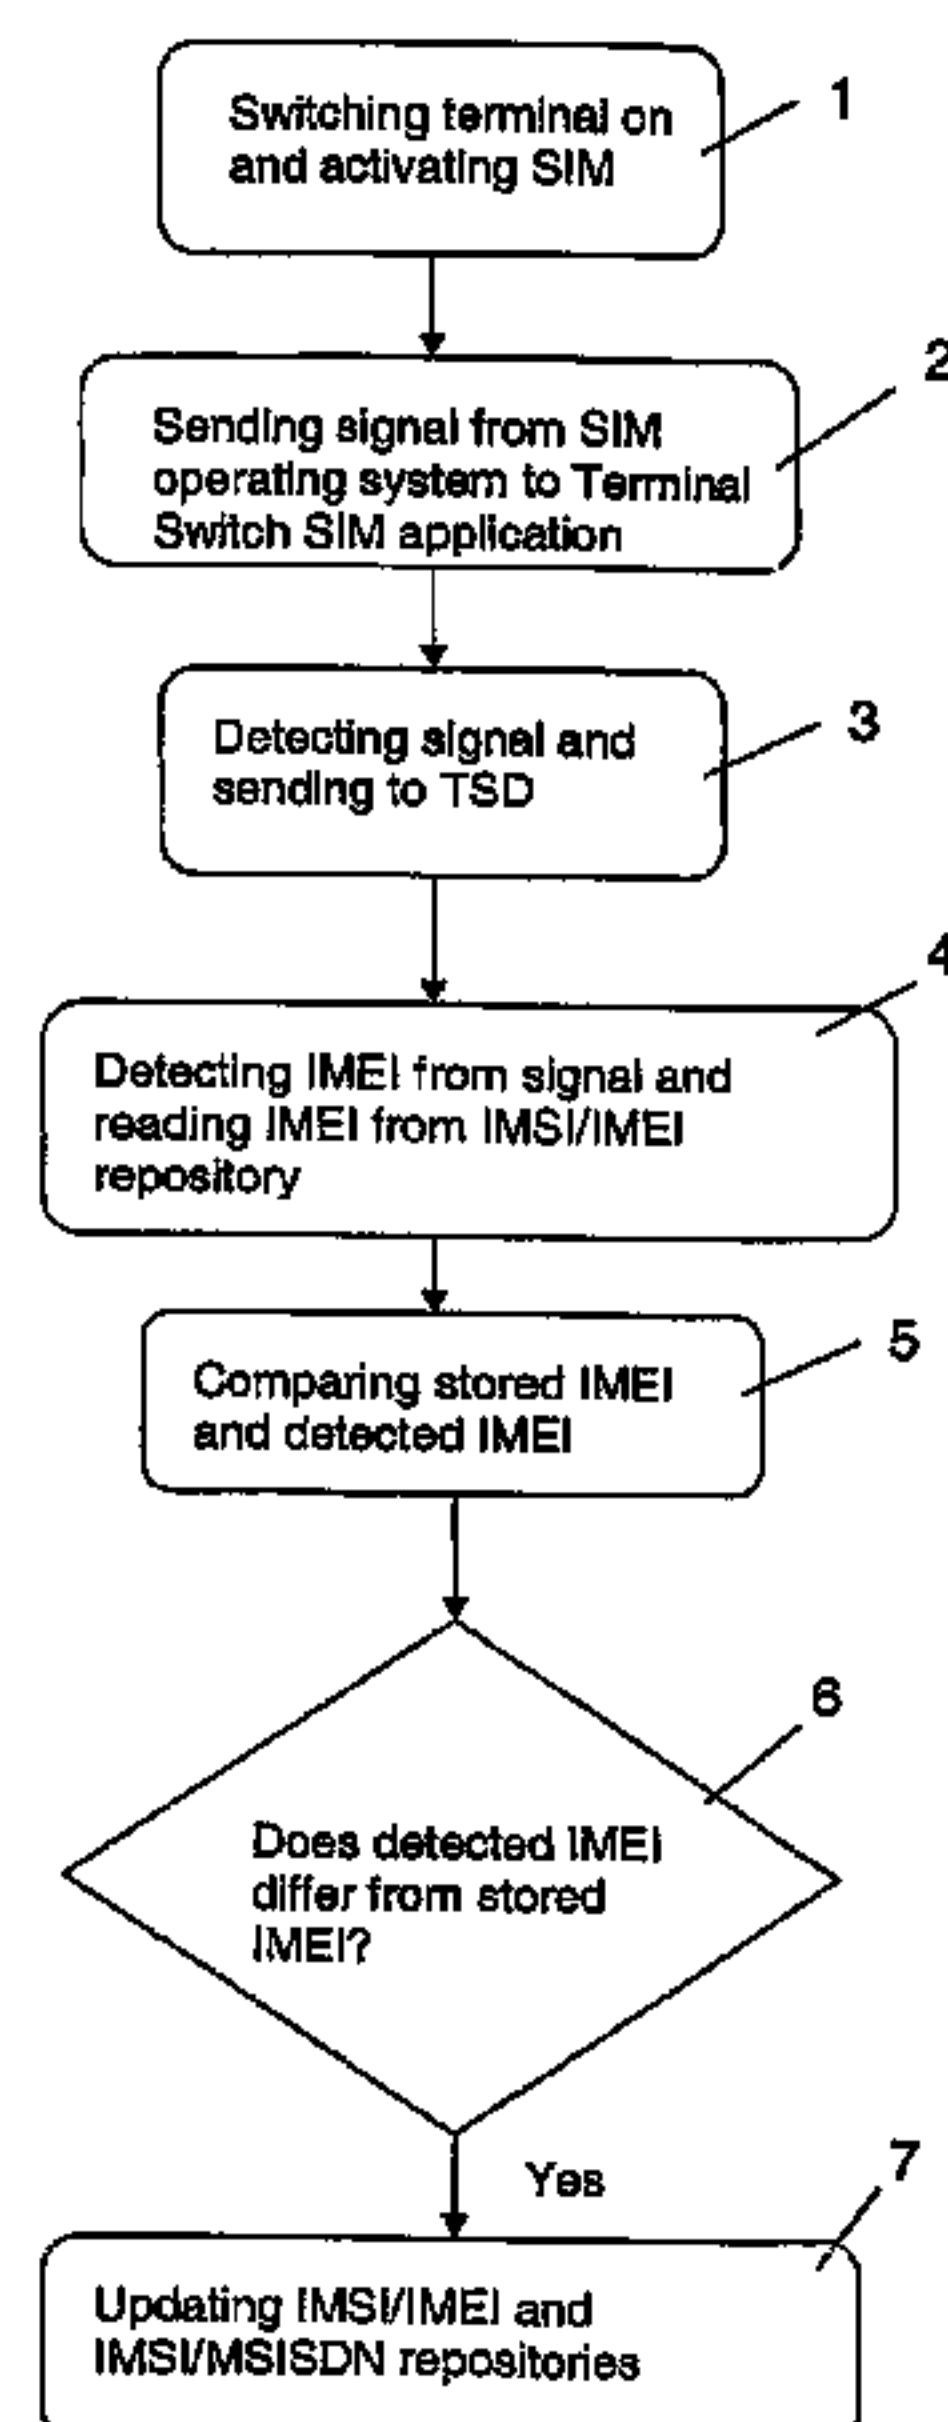 1
Switching terminal on
and activating SIM
2
Sending signal from SIM
operating system to Terminal
Switch SIM application
3
Detecting signal and
sending to TSD
4
Detecting IMEI from signal and
reading IMEI from IMSI/IMEI
repository
5
Comparing stored IMEI
and detected IMEI
6
Does detected IMEI
differ from stored
IMEI?
Yes
7
Updating IMSI/IMEI and
IMSI/MSISDN repositories